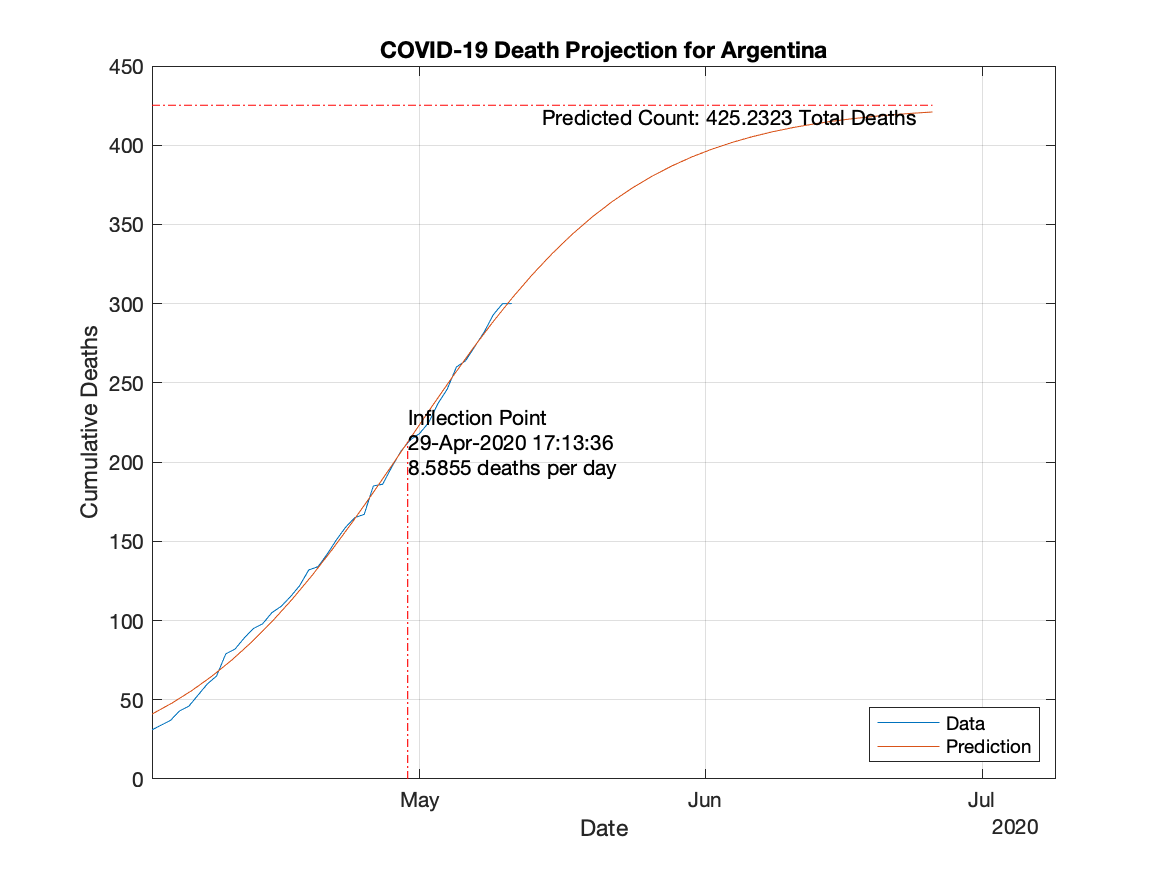 COVID-19 Death Projection for Argentina
450
400
350
300
250
200
150
100
50
0
Cumulative Deaths
Predicted Count: 425.2323 Total Deaths
Inflection Point
29-Apr-2020 17:13:36
8.5855 deaths per day
Data
Prediction
May
Jun
Jul
Date
2020